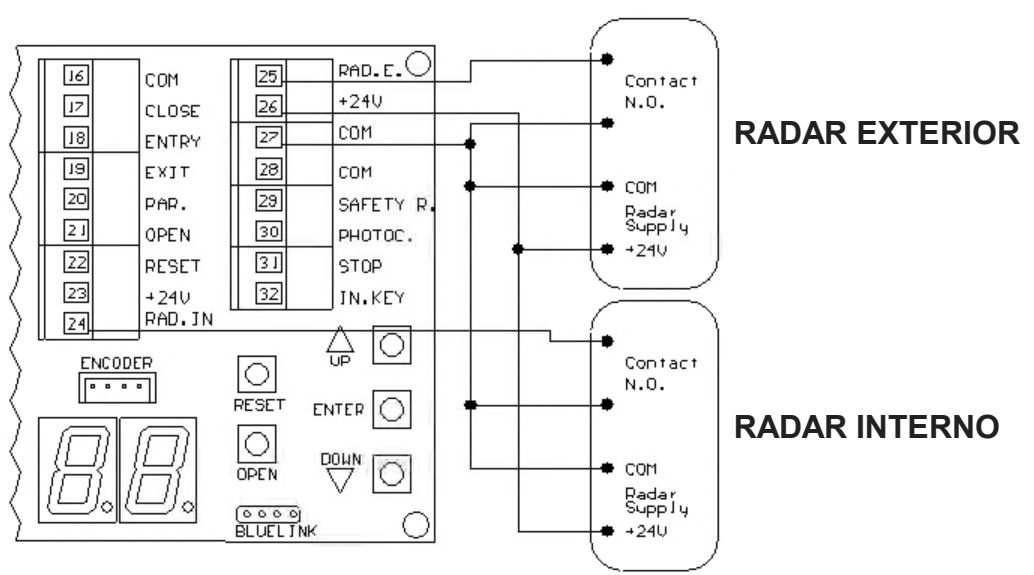 16 COM
17 CLOSE
18 ENTRY
19 EXIT
20 PAR.
21 OPEN
22 RESET
23 +24V
24 RAD.IN
25 RAD.E.
26 +24V
27 COM
28 COM
29 SAFETY R.
30 PHOTOC.
31 STOP
32 IN.KEY
ENCODER
RESET
OPEN
UP
ENTER
DOWN
BLUELINK
Contact
N.O.
COM
Radar
Supply
+24V
RADAR EXTERIOR
Contact
N.O.
COM
Radar
Supply
+24V
RADAR INTERNO